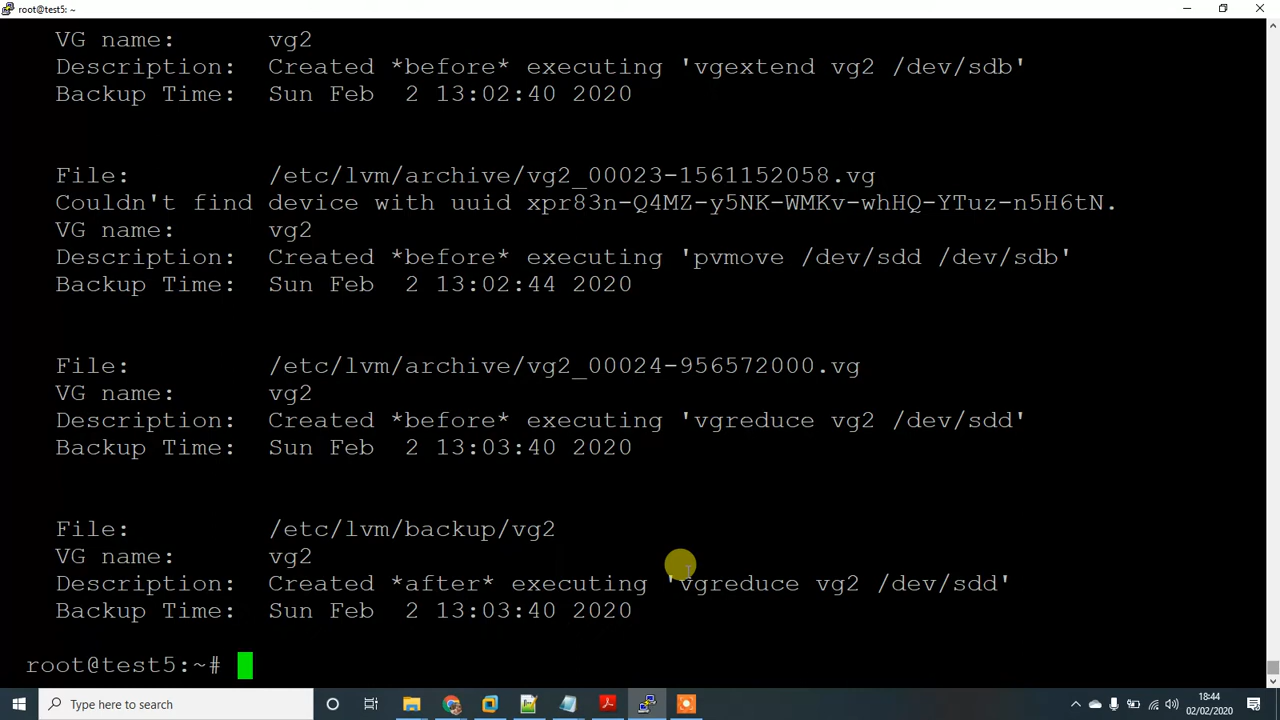 root@test5: ~
VG name: vg2
Description: Created *before* executing 'vgextend vg2 /dev/sdb'
Backup Time: Sun Feb  2 13:02:40 2020
File: /etc/lvm/archive/vg2_00023-1561152058.vg
Couldn't find device with uuid xpr83n-Q4MZ-y5NK-WMKv-whHQ-YTuz-n5H6tN.
VG name: vg2
Description: Created *before* executing 'pvmove /dev/sdd /dev/sdb'
Backup Time: Sun Feb  2 13:02:44 2020
File: /etc/lvm/archive/vg2_00024-956572000.vg
VG name: vg2
Description: Created *before* executing 'vgreduce vg2 /dev/sdd'
Backup Time: Sun Feb  2 13:03:40 2020
File: /etc/lvm/backup/vg2
VG name: vg2
Description: Created *after* executing 'vgreduce vg2 /dev/sdd'
Backup Time: Sun Feb  2 13:03:40 2020
root@test5:~#
Type here to search
18:44
02/02/2020